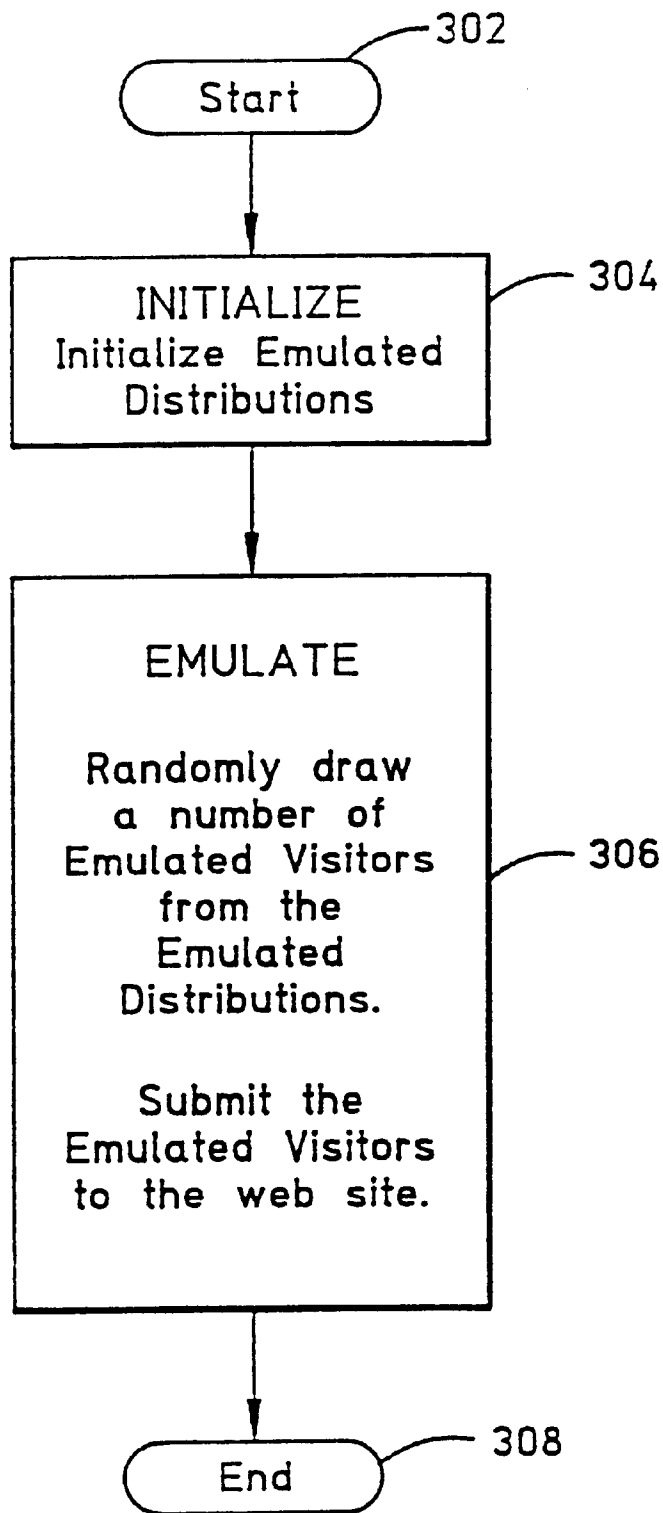 302
Start
304
INITIALIZE
Initialize Emulated
Distributions
EMULATE
Randomly draw
a number of
Emulated Visitors
from the
Emulated
Distributions.
306
Submit the
Emulated Visitors
to the web site.
308
End